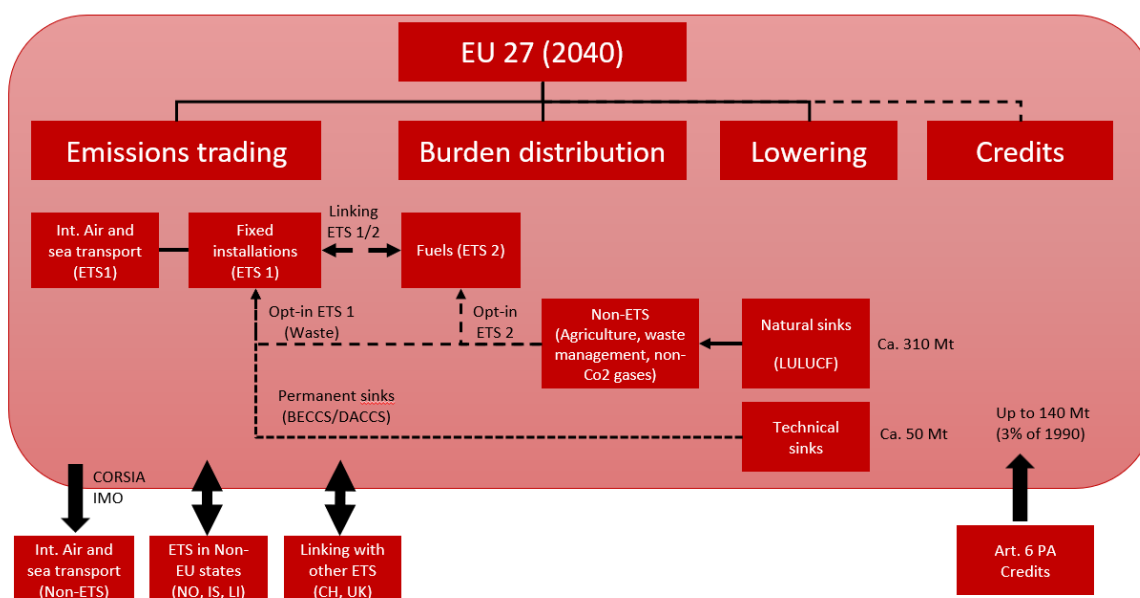 EU 27 (2040)
Emissions trading
Burden distribution
Lowering
Credits
Int. Air and
sea transport
(ETS1)
Fixed
installations
(ETS 1)
Linking
ETS 1/2
Fuels (ETS 2)
Opt-in ETS 1
(Waste)
Opt-in
ETS 2
Non-ETS
(Agriculture, waste
management, non-
Co2 gases)
Natural sinks
(LULUCF)
Ca. 310 Mt
Permanent sinks
(BECCS/DACCS)
Technical
sinks
Ca. 50 Mt
Up to 140 Mt
(3% of 1990)
CORSIA
IMO
Int. Air and
sea transport
(Non-ETS)
ETS in Non-
EU states
(NO, IS, LI)
Linking with
other ETS
(CH, UK)
Art. 6 PA
Credits